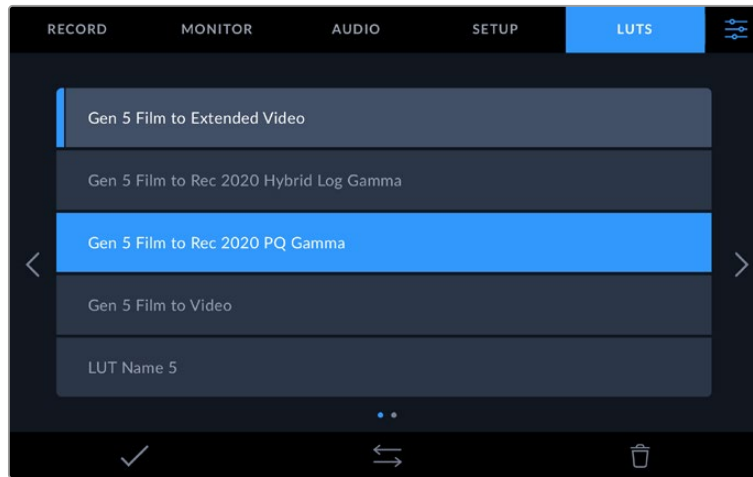 RECORD MONITOR AUDIO SETUP LUTS
Gen 5 Film to Extended Video
Gen 5 Film to Rec 2020 Hybrid Log Gamma
Gen 5 Film to Rec 2020 PQ Gamma
Gen 5 Film to Video
LUT Name 5